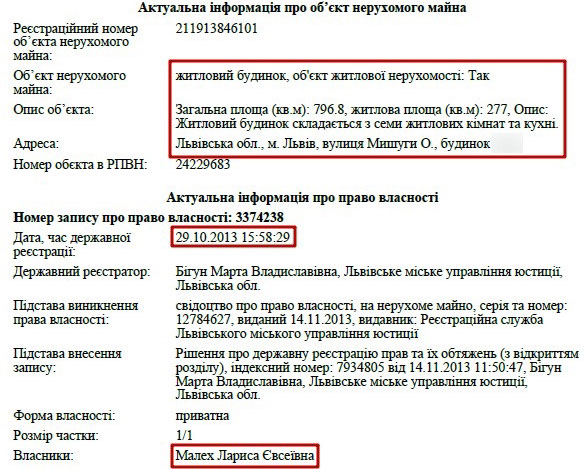 Актуальна інформація про об’єкт нерухомого майна
Реєстраційний номер 211913846101
об’єкта нерухомого
майна:
Об’єкт нерухомого житловий будинок, об'єкт житлової нерухомості: Так
майна:
Опис об’єкта: Загальна площа (кв.м): 796.8, житлова площа (кв.м): 277, Опис:
Житловий будинок складається з семи житлових кімнат та кухні.
Адреса: Львівська обл., м. Львів, вулиця Мишуги О., будинок
Номер обєкта в РПВН: 24229683
Актуальна інформація про право власності
Номер запису про право власності: 3374238
Дата, час державної 29.10.2013 15:58:29
реєстрації:
Державний реєстратор: Бігун Марта Владиславівна, Львівське міське управління юстиції,
Львівська обл.
Підстава виникнення свідоцтво про право власності, на нерухоме майно, серія та номер:
права власності: 12784627, виданий 14.11.2013, видавник: Реєстраційна служба
Львівського міського управління юстиції
Підстава внесення Рішення про державну реєстрацію прав та їх обтяжень (з відкриттям
запису: розділу), індексний номер: 7934805 від 14.11.2013 11:50:47, Бігун
Марта Владиславівна, Львівське міське управління юстиції,
Львівська обл.
Форма власності: приватна
Розмір частки: 1/1
Власники: Малех Лариса Євсеївна